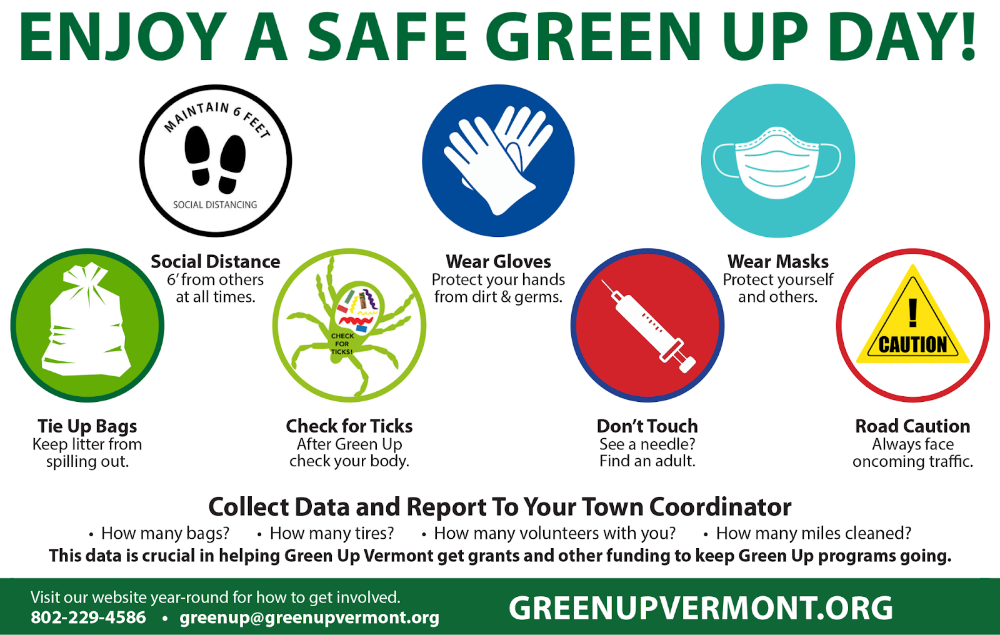 ENJOY A SAFE GREEN UP DAY!
MAINTAIN 6 FEET
SOCIAL DISTANCING
Social Distance
6’ from others
at all times.
Wear Gloves
Protect your hands
from dirt & germs.
Wear Masks
Protect yourself
and others.
Tie Up Bags
Keep litter from
spilling out.
CHECK
FOR
TICKS!
Check for Ticks
After Green Up
check your body.
Don’t Touch
See a needle?
Find an adult.
!
CAUTION
Road Caution
Always face
oncoming traffic.
Collect Data and Report To Your Town Coordinator
• How many bags? • How many tires? • How many volunteers with you? • How many miles cleaned?
This data is crucial in helping Green Up Vermont get grants and other funding to keep Green Up programs going.
Visit our website year-round for how to get involved.
802-229-4586 • greenup@greenupvermont.org
GREENUPVERMONT.ORG